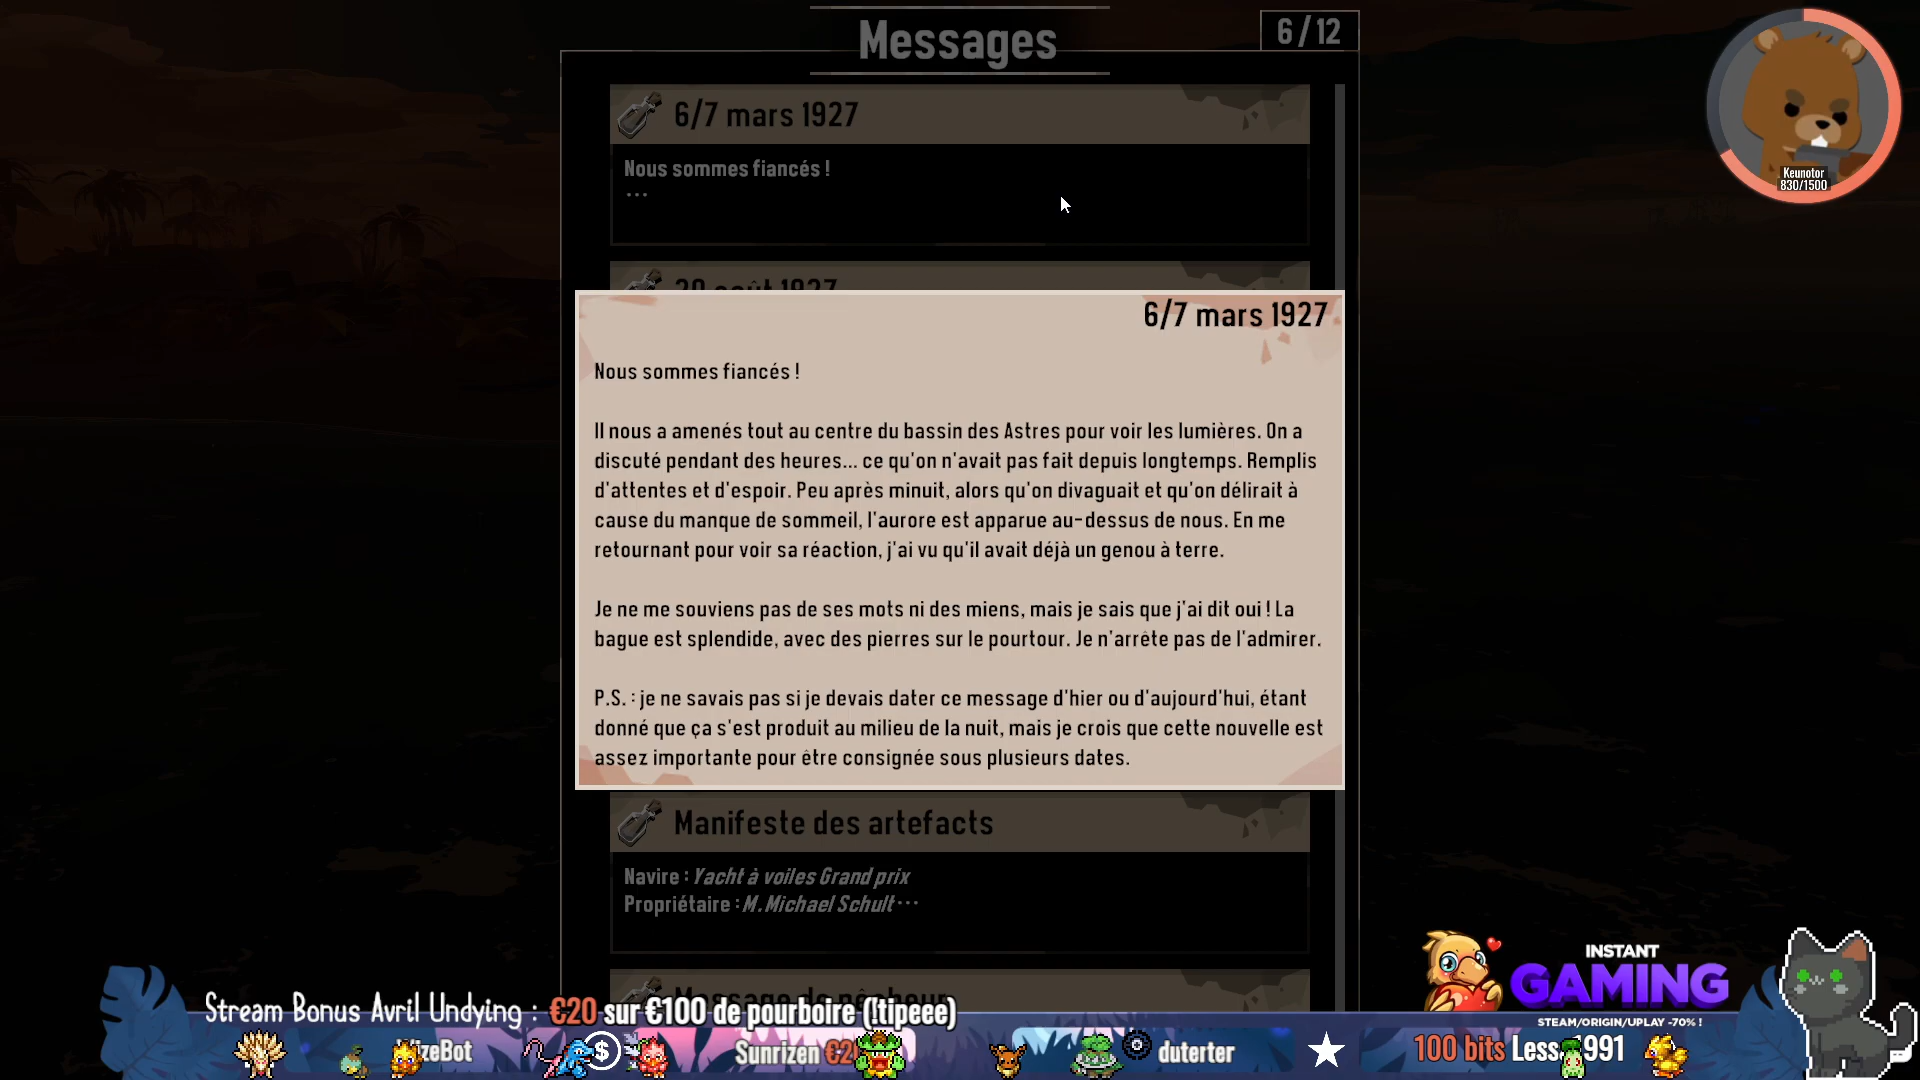 Messages
6/12
6/7 mars 1927
Nous sommes fiancés !
...
20 août 1927
Keunotor
830/1500
6/7 mars 1927
Nous sommes fiancés !
Il nous a amenés tout au centre du bassin des Astres pour voir les lumières. On a
discuté pendant des heures... ce qu'on n'avait pas fait depuis longtemps. Remplis
d'attentes et d'espoir. Peu après minuit, alors qu'on divaguait et qu'on délirait à
cause du manque de sommeil, l'aurore est apparue au-dessus de nous. En me
retournant pour voir sa réaction, j'ai vu qu'il avait déjà un genou à terre.
Je ne me souviens pas de ses mots ni des miens, mais je sais que j'ai dit oui ! La
bague est splendide, avec des pierres sur le pourtour. Je n'arrête pas de l'admirer.
P.S. : je ne savais pas si je devais dater ce message d'hier ou d'aujourd'hui, étant
donné que ça s'est produit au milieu de la nuit, mais je crois que cette nouvelle est
assez importante pour être consignée sous plusieurs dates.
Manifeste des artefacts
Navire : Yacht à voiles Grand prix
Propriétaire : M. Michael Schult...
Message de pêcheur
Stream Bonus Avril Undying : €20 sur €100 de pourboire (!tipeee)
INSTANT
GAMING
STEAM/ORIGIN/UPLAY -70% !
Sunrizen
duterter
100 bits